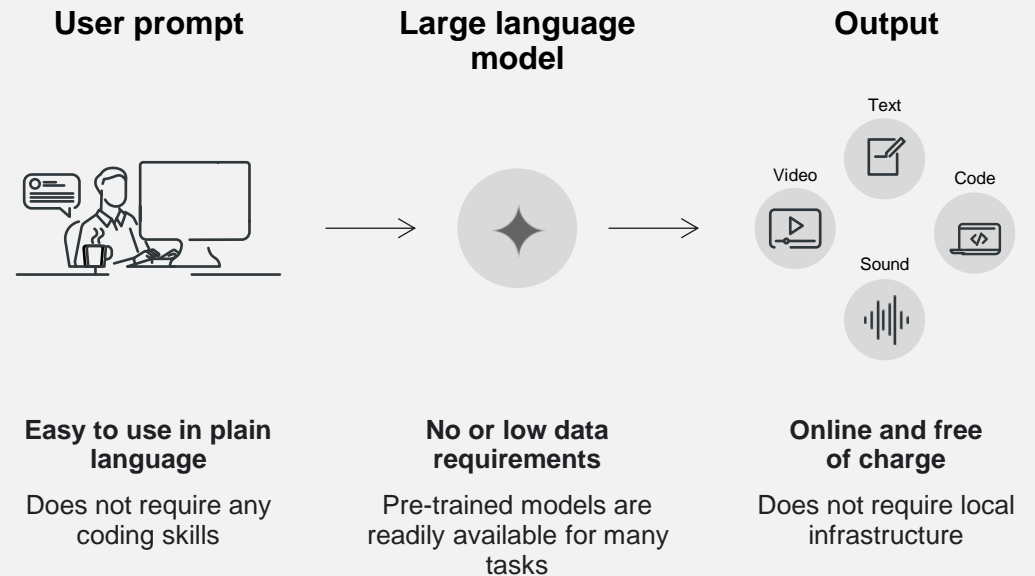 User prompt
Large language
model
Output
Text
Video
Code
Sound
Easy to use in plain
language
Does not require any
coding skills
No or low data
requirements
Pre-trained models are
readily available for many
tasks
Online and free
of charge
Does not require local
infrastructure